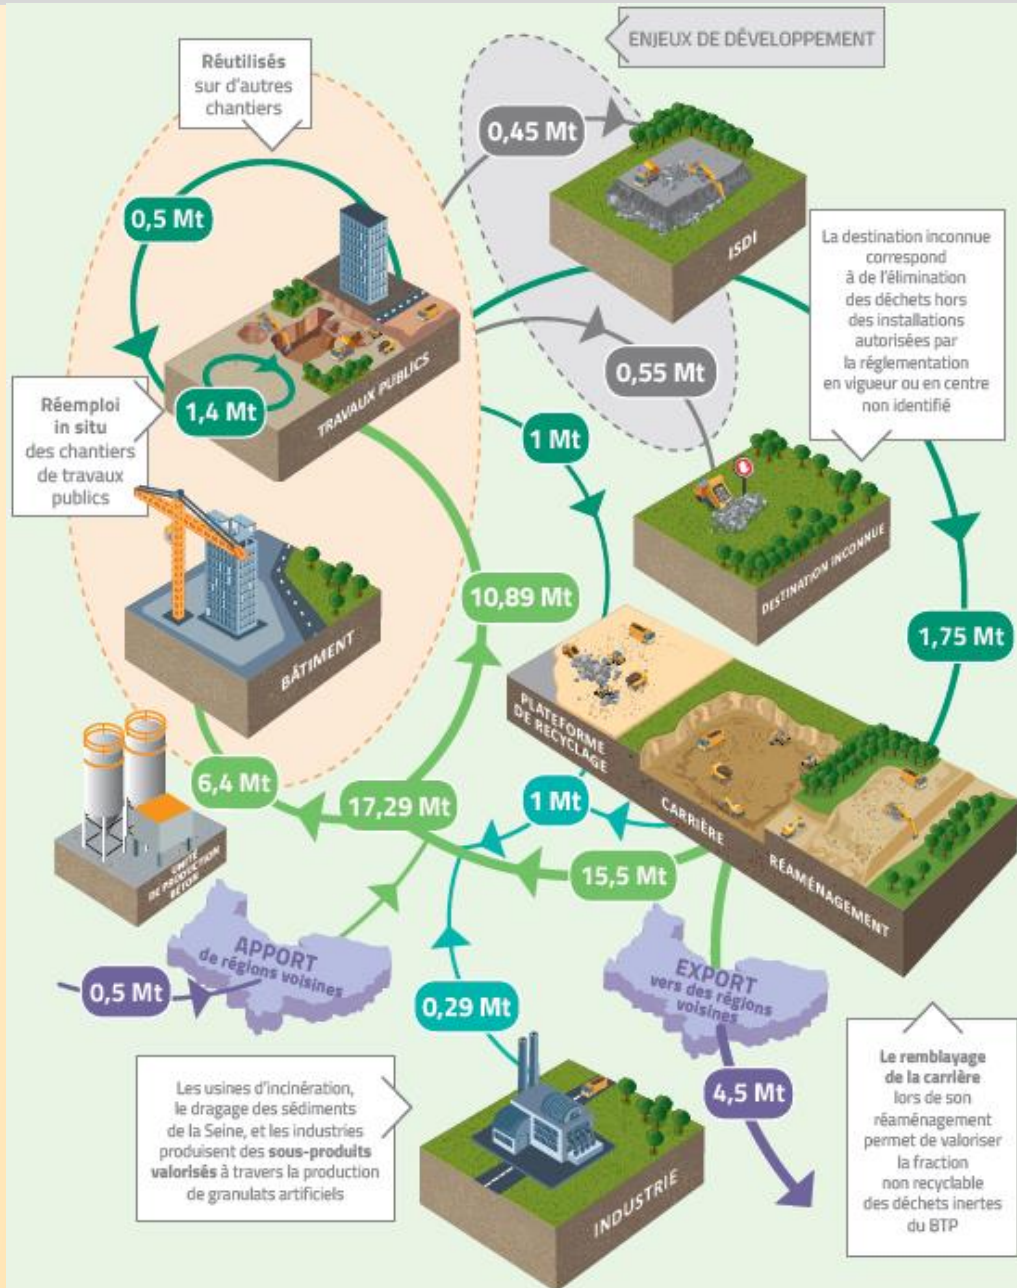 ENJEUX DE DÉVELOPPEMENT
Réutilisés
sur d'autres
chantiers
0,45 Mt
0,5 Mt
ISDI
La destination inconnue
correspond
à de l'élimination
des déchets hors
des installations
autorisées par
la réglementation
en vigueur ou en centre
non identifié
0,55 Mt
TRAVAUX PUBLICS
1,4 Mt
Réemploi
in situ
des chantiers
de travaux
publics
1 Mt
DESTINATION INCONNUE
10,89 Mt
1,75 Mt
BÂTIMENT
PLATEFORME
DE RECYCLAGE
CARRIÈRE
RÉAMÉNAGEMENT
6,4 Mt
17,29 Mt
1 Mt
15,5 Mt
UNITÉ
DE PRODUCTION
BÉTON
APPORT
de régions voisines
0,5 Mt
0,29 Mt
EXPORT
vers des régions
voisines
4,5 Mt
Les usines d'incinération,
le dragage des sédiments
de la Seine, et les industries
produisent des sous-produits
valorisés à travers la production
de granulats artificiels
INDUSTRIE
Le remblayage
de la carrière
lors de son
réaménagement
permet de valoriser
la fraction
non recyclable
des déchets inertes
du BTP